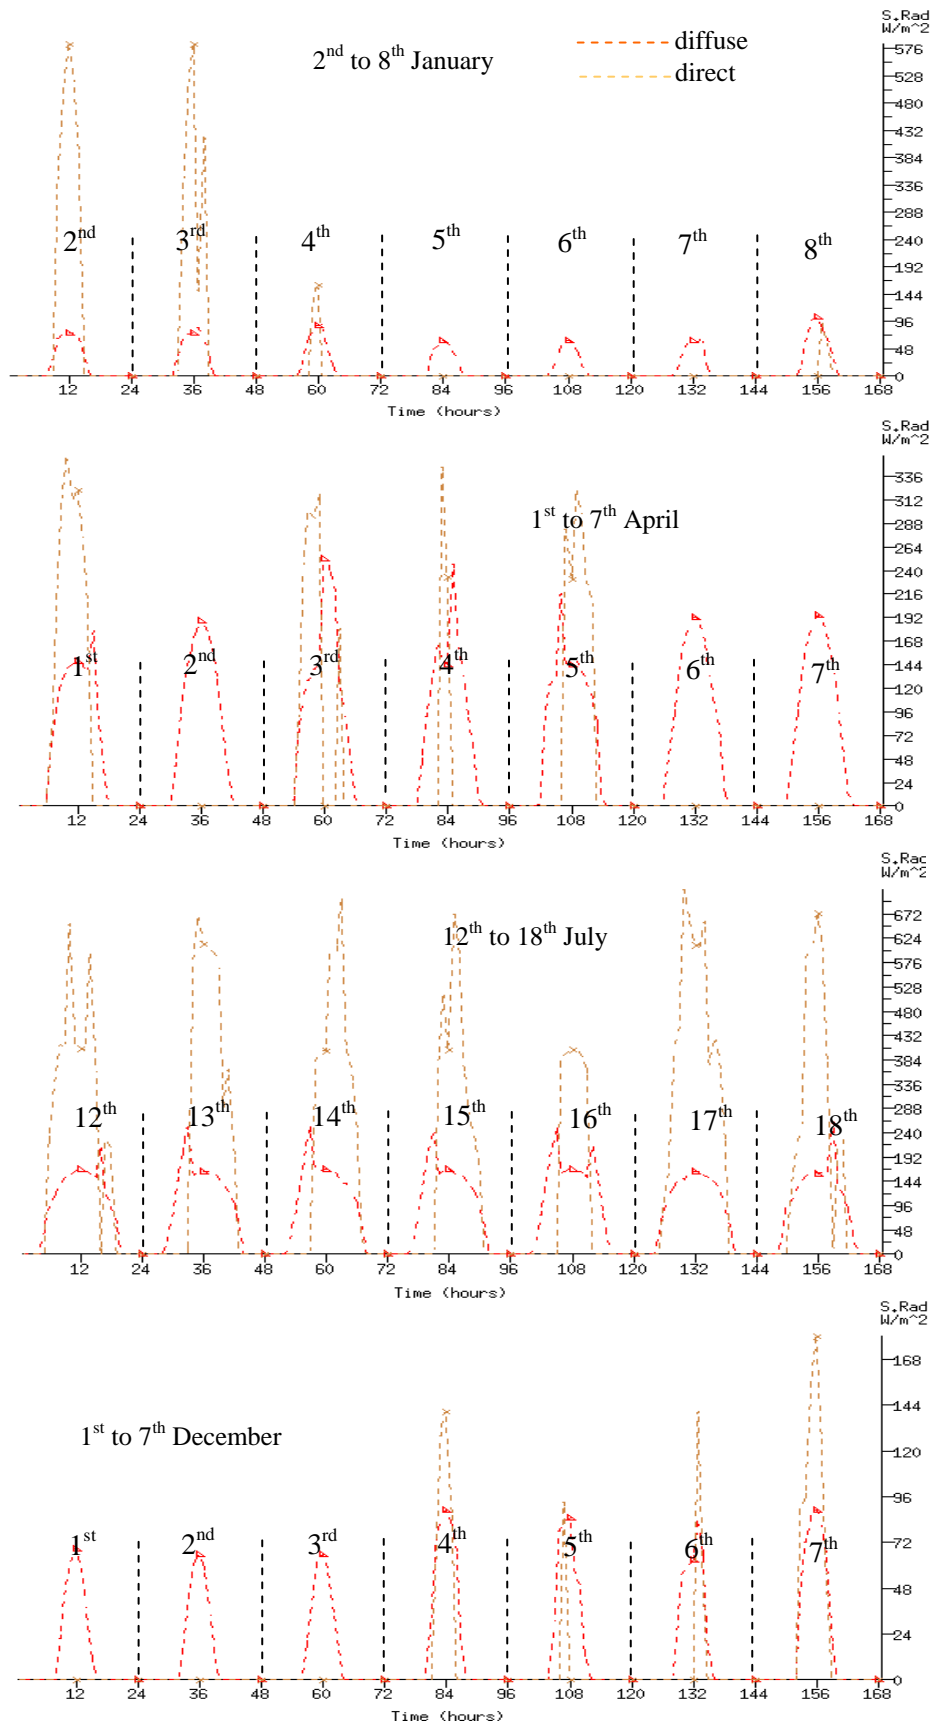 S.Rad
W/m^2
2nd to 8th January
diffuse
direct
576
528
480
432
384
336
288
240
192
144
96
48
0
2nd 3rd 4th 5th 6th 7th 8th
12 24 36 48 60 72 84 96 108 120 132 144 156 168
Time (hours)
S.Rad
W/m^2
1st to 7th April
336
312
288
264
240
216
192
168
144
120
96
72
48
24
0
1st 2nd 3rd 4th 5th 6th 7th
12 24 36 48 60 72 84 96 108 120 132 144 156 168
Time (hours)
S.Rad
W/m^2
12th to 18th July
672
624
576
528
480
432
384
336
288
240
192
144
96
48
0
12th 13th 14th 15th 16th 17th 18th
12 24 36 48 60 72 84 96 108 120 132 144 156 168
Time (hours)
S.Rad
W/m^2
1st to 7th December
168
144
120
96
72
48
24
0
1st 2nd 3rd 4th 5th 6th 7th
12 24 36 48 60 72 84 96 108 120 132 144 156 168
Time (hours)